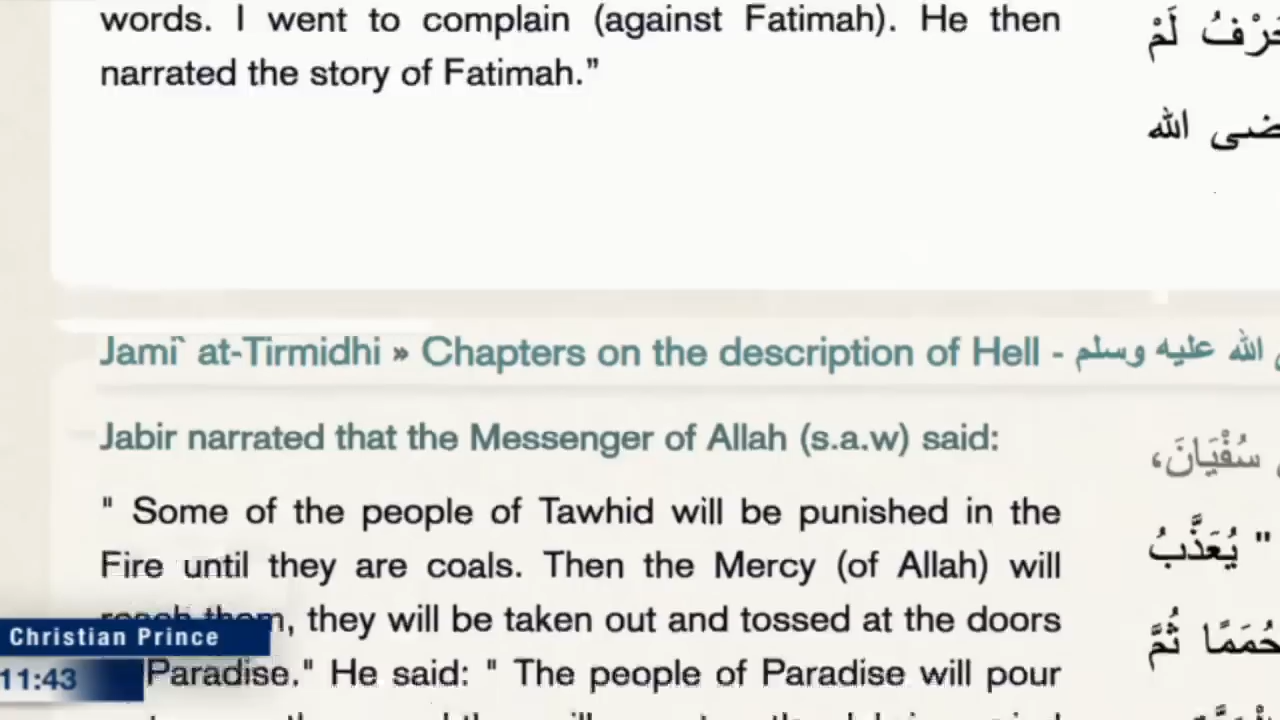 words. I went to complain (against Fatimah). He then
narrated the story of Fatimah.”
لَمْ
الله
Jami` at-Tirmidhi » Chapters on the description of Hell - الله عليه وسلم
Jabir narrated that the Messenger of Allah (s.a.w) said:
سُفْيَانَ،
" Some of the people of Tawhid will be punished in the
" يُعَذَّبُ
Fire until they are coals. Then the Mercy (of Allah) will
reach them, they will be taken out and tossed at the doors
حُمَمًا ثُمَّ
Paradise." He said: " The people of Paradise will pour
Christian Prince
11:43